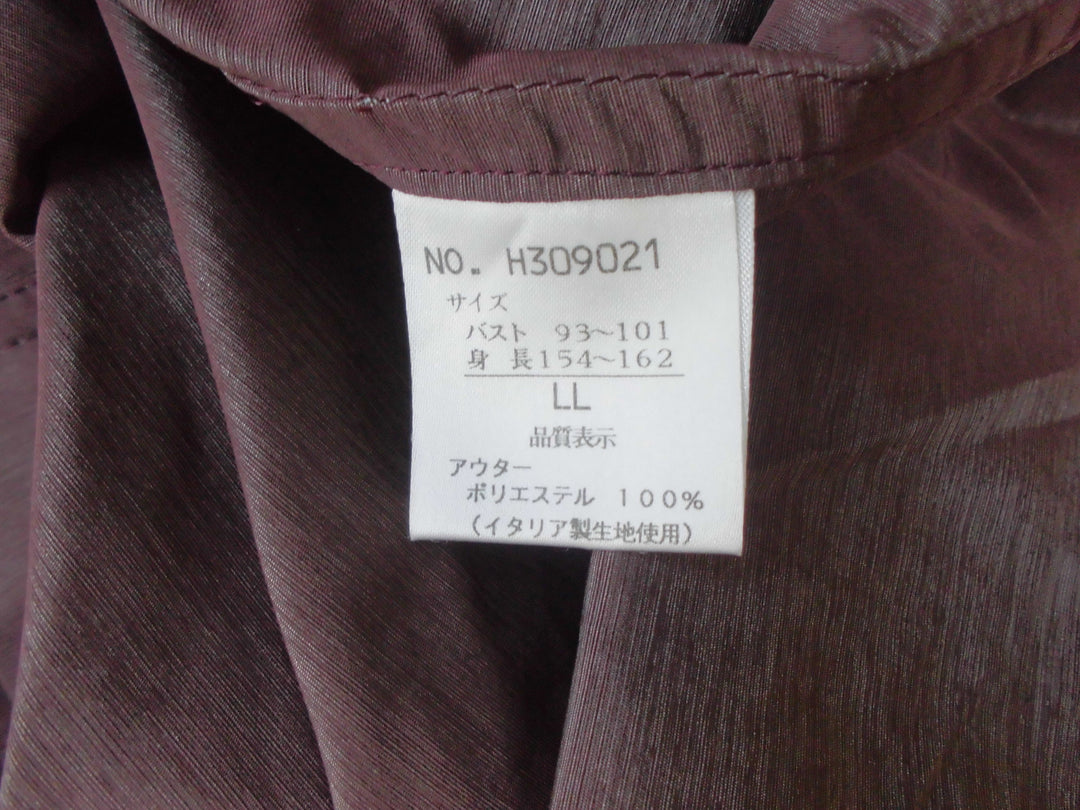 NO. H309021
サイズ
バスト 93〜101
身 長154〜162
LL
品質表示
アウター
ポリエステル 100%
(イタリア製生地使用)